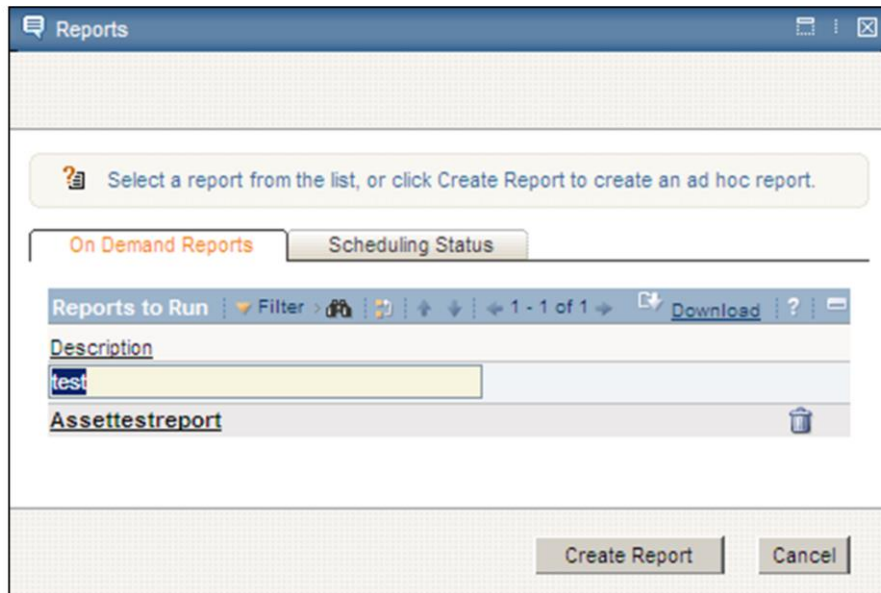 Reports
Select a report from the list, or click Create Report to create an ad hoc report.
On Demand Reports Scheduling Status
Reports to Run Filter 1 - 1 of 1 Download ?
Description
test
Assettestreport
Create Report Cancel